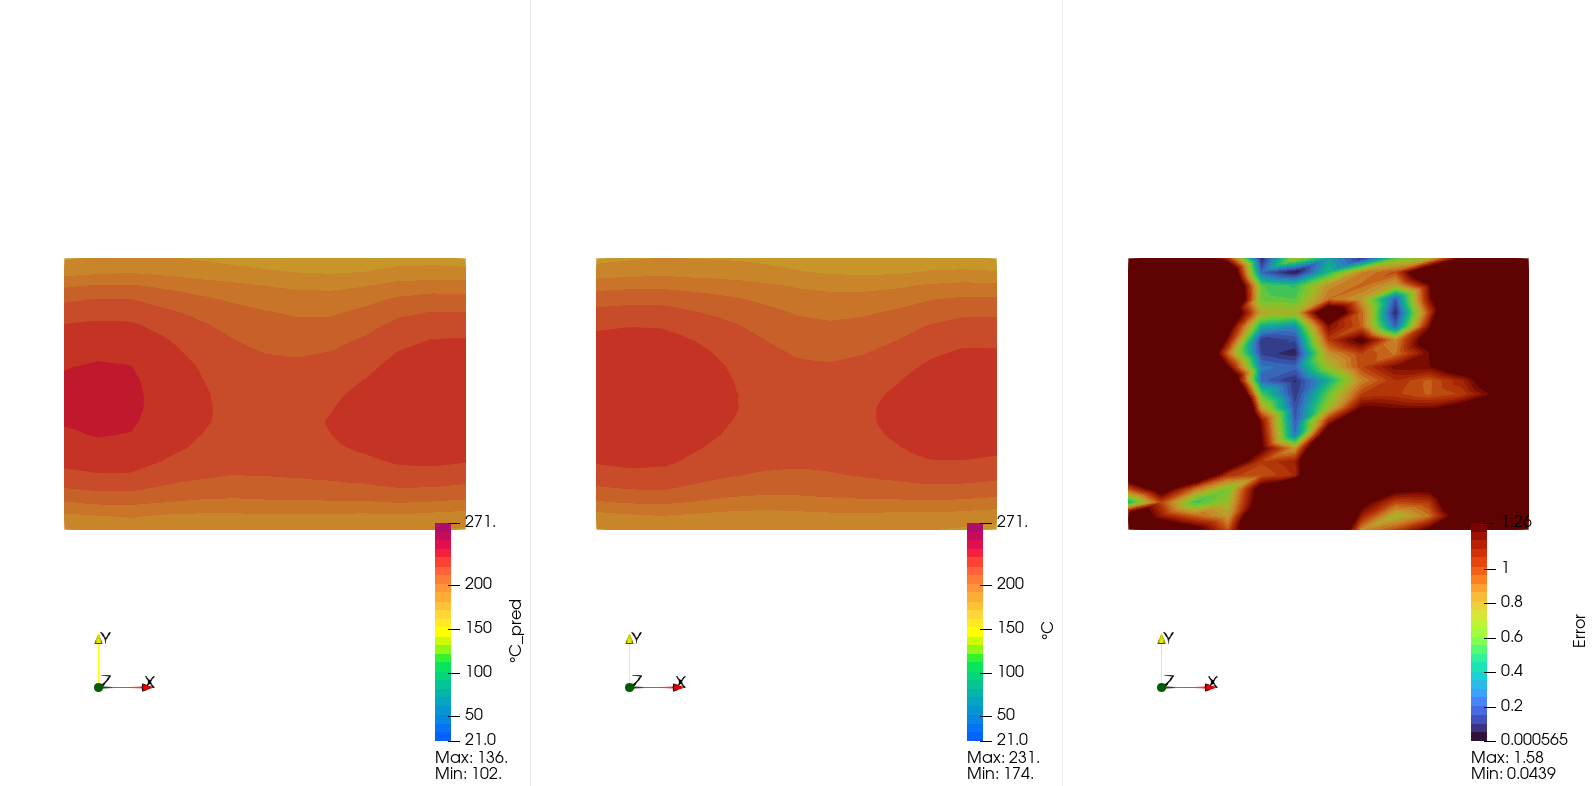 271.
200
150
100
50
21.0
°C_pred
Max: 136.
Min: 102.
Y
Z
X
271.
200
150
100
50
21.0
°C
Max: 231.
Min: 174.
Y
Z
X
1.26
1
0.8
0.6
0.4
0.2
0.000565
Error
Max: 1.58
Min: 0.0439
Y
Z
X